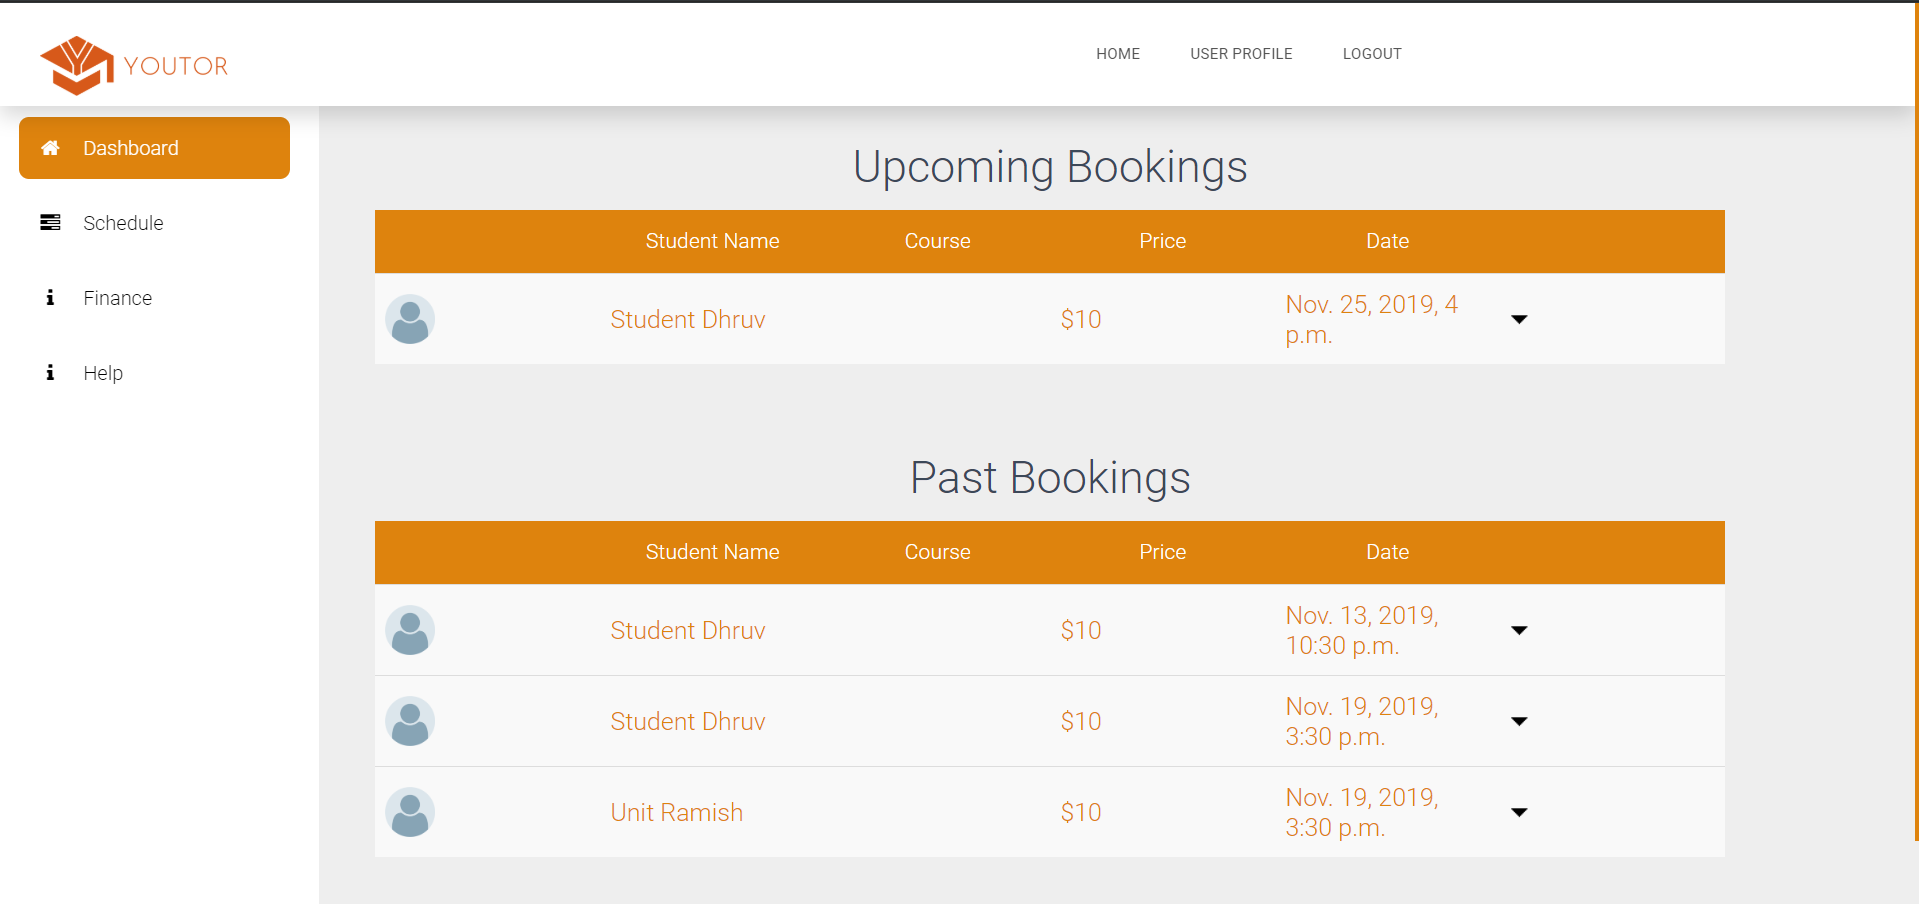 YOUTOR
HOME USER PROFILE LOGOUT
Dashboard
Schedule
Finance
Help
Upcoming Bookings
Student Name Course Price Date
Student Dhruv $10 Nov. 25, 2019, 4
p.m.
Past Bookings
Student Name Course Price Date
Student Dhruv $10 Nov. 13, 2019,
10:30 p.m.
Student Dhruv $10 Nov. 19, 2019,
3:30 p.m.
Unit Ramish $10 Nov. 19, 2019,
3:30 p.m.